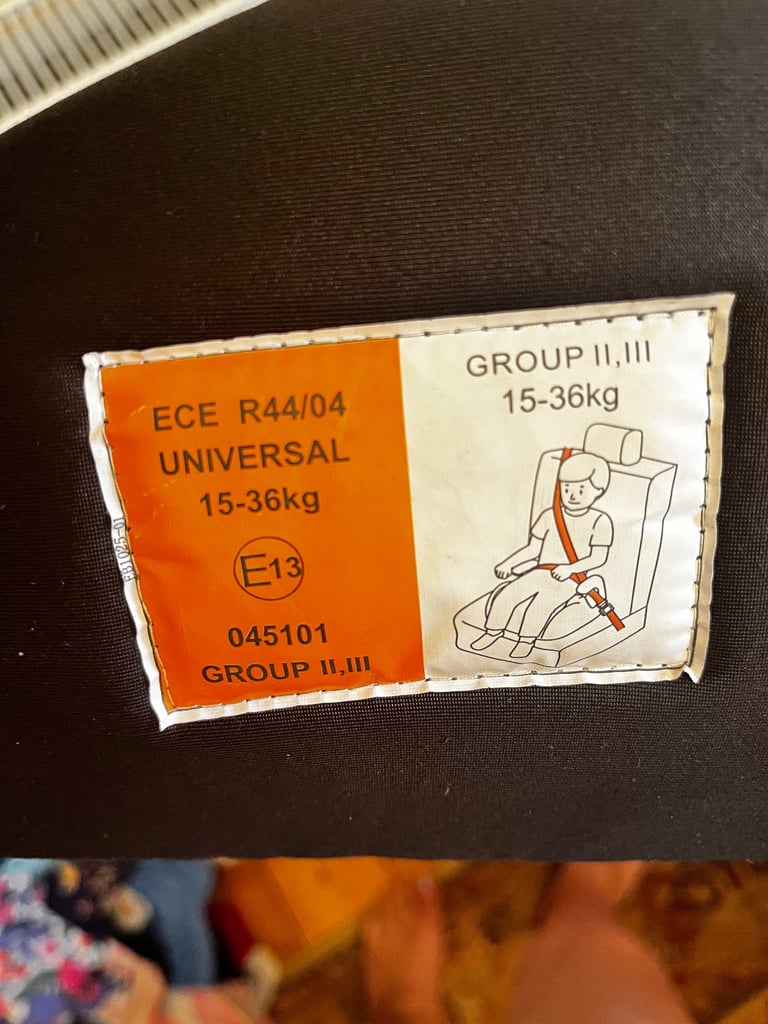 ECE R44/04
UNIVERSAL
15-36kg
E13
045101
GROUP II,III
GROUP II,III
15-36kg